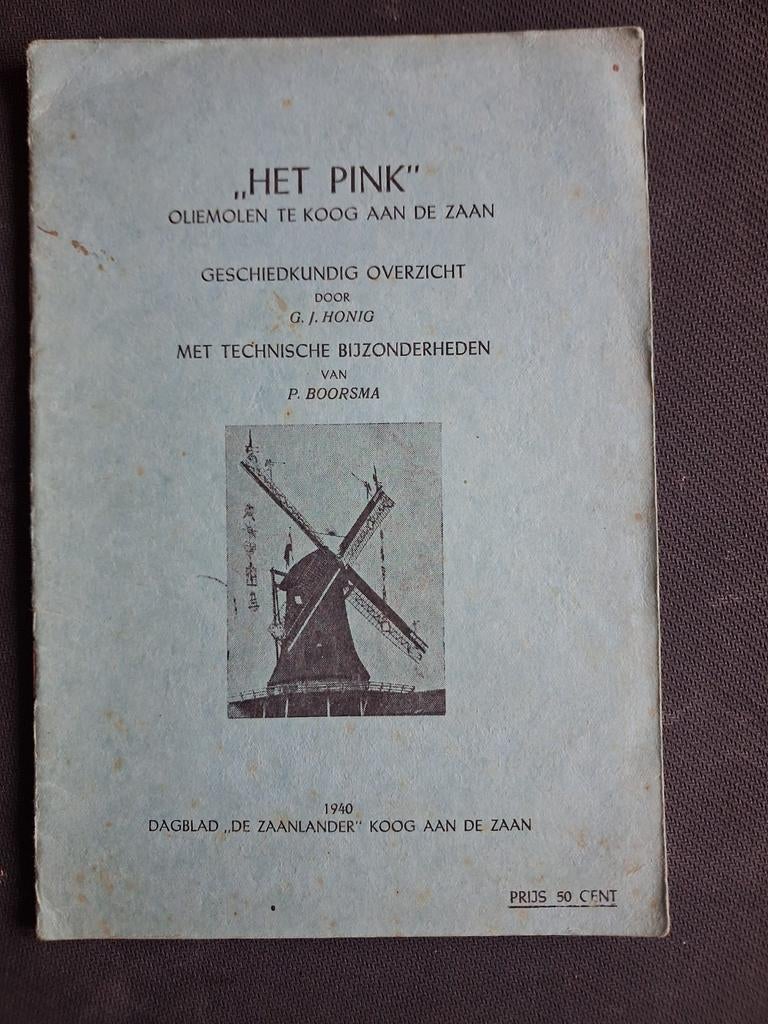 „HET PINK"
OLIEMOLEN TE KOOG AAN DE ZAAN
GESCHIEDKUNDIG OVERZICHT
DOOR
G. J. HONIG
MET TECHNISCHE BIJZONDERHEDEN
VAN
P. BOORSMA
1940
DAGBLAD „DE ZAANLANDER" KOOG AAN DE ZAAN
PRIJS 50 CENT